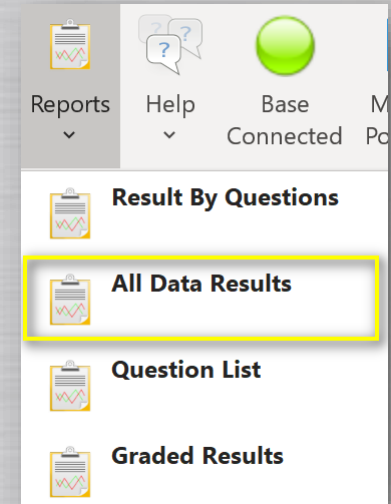 Reports
Help
Base
Connected
Result By Questions
All Data Results
Question List
Graded Results